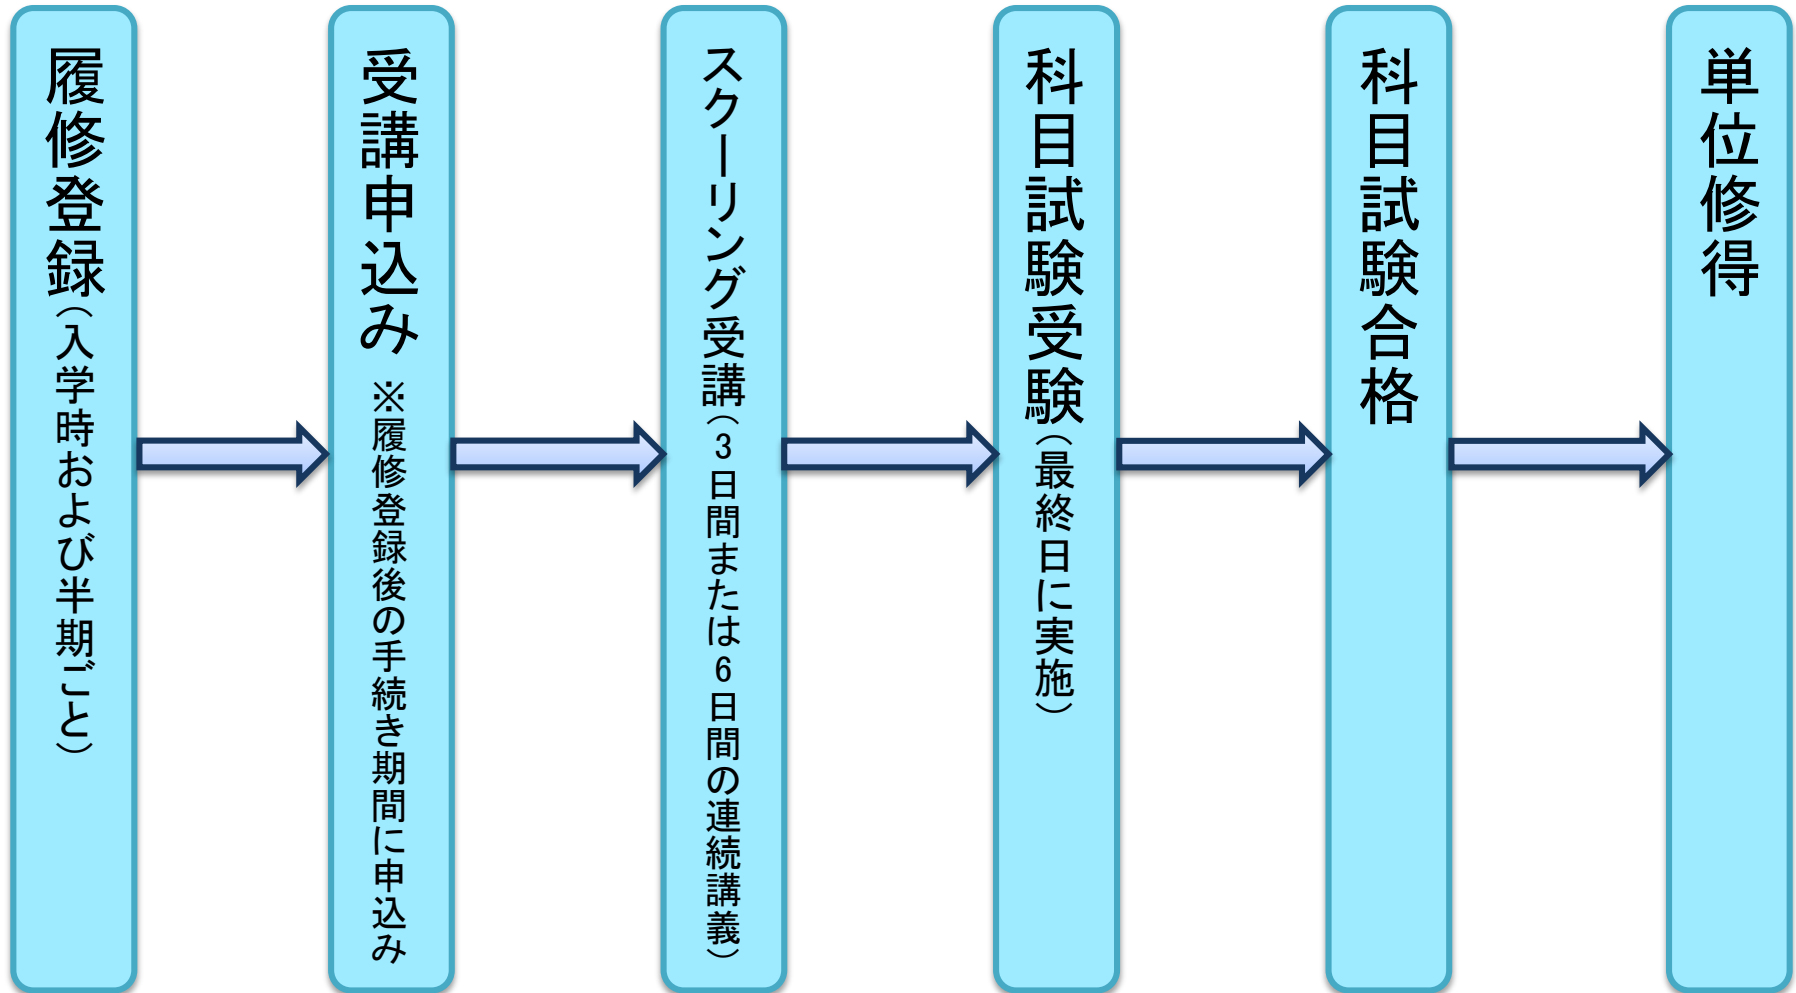 履修登録（入学時および半期ごと）
受講申込み ※履修登録後の手続き期間に申込み
スクーリング受講（3日間または6日間の連続講義）
科目試験受験（最終日に実施）
科目試験合格
単位修得